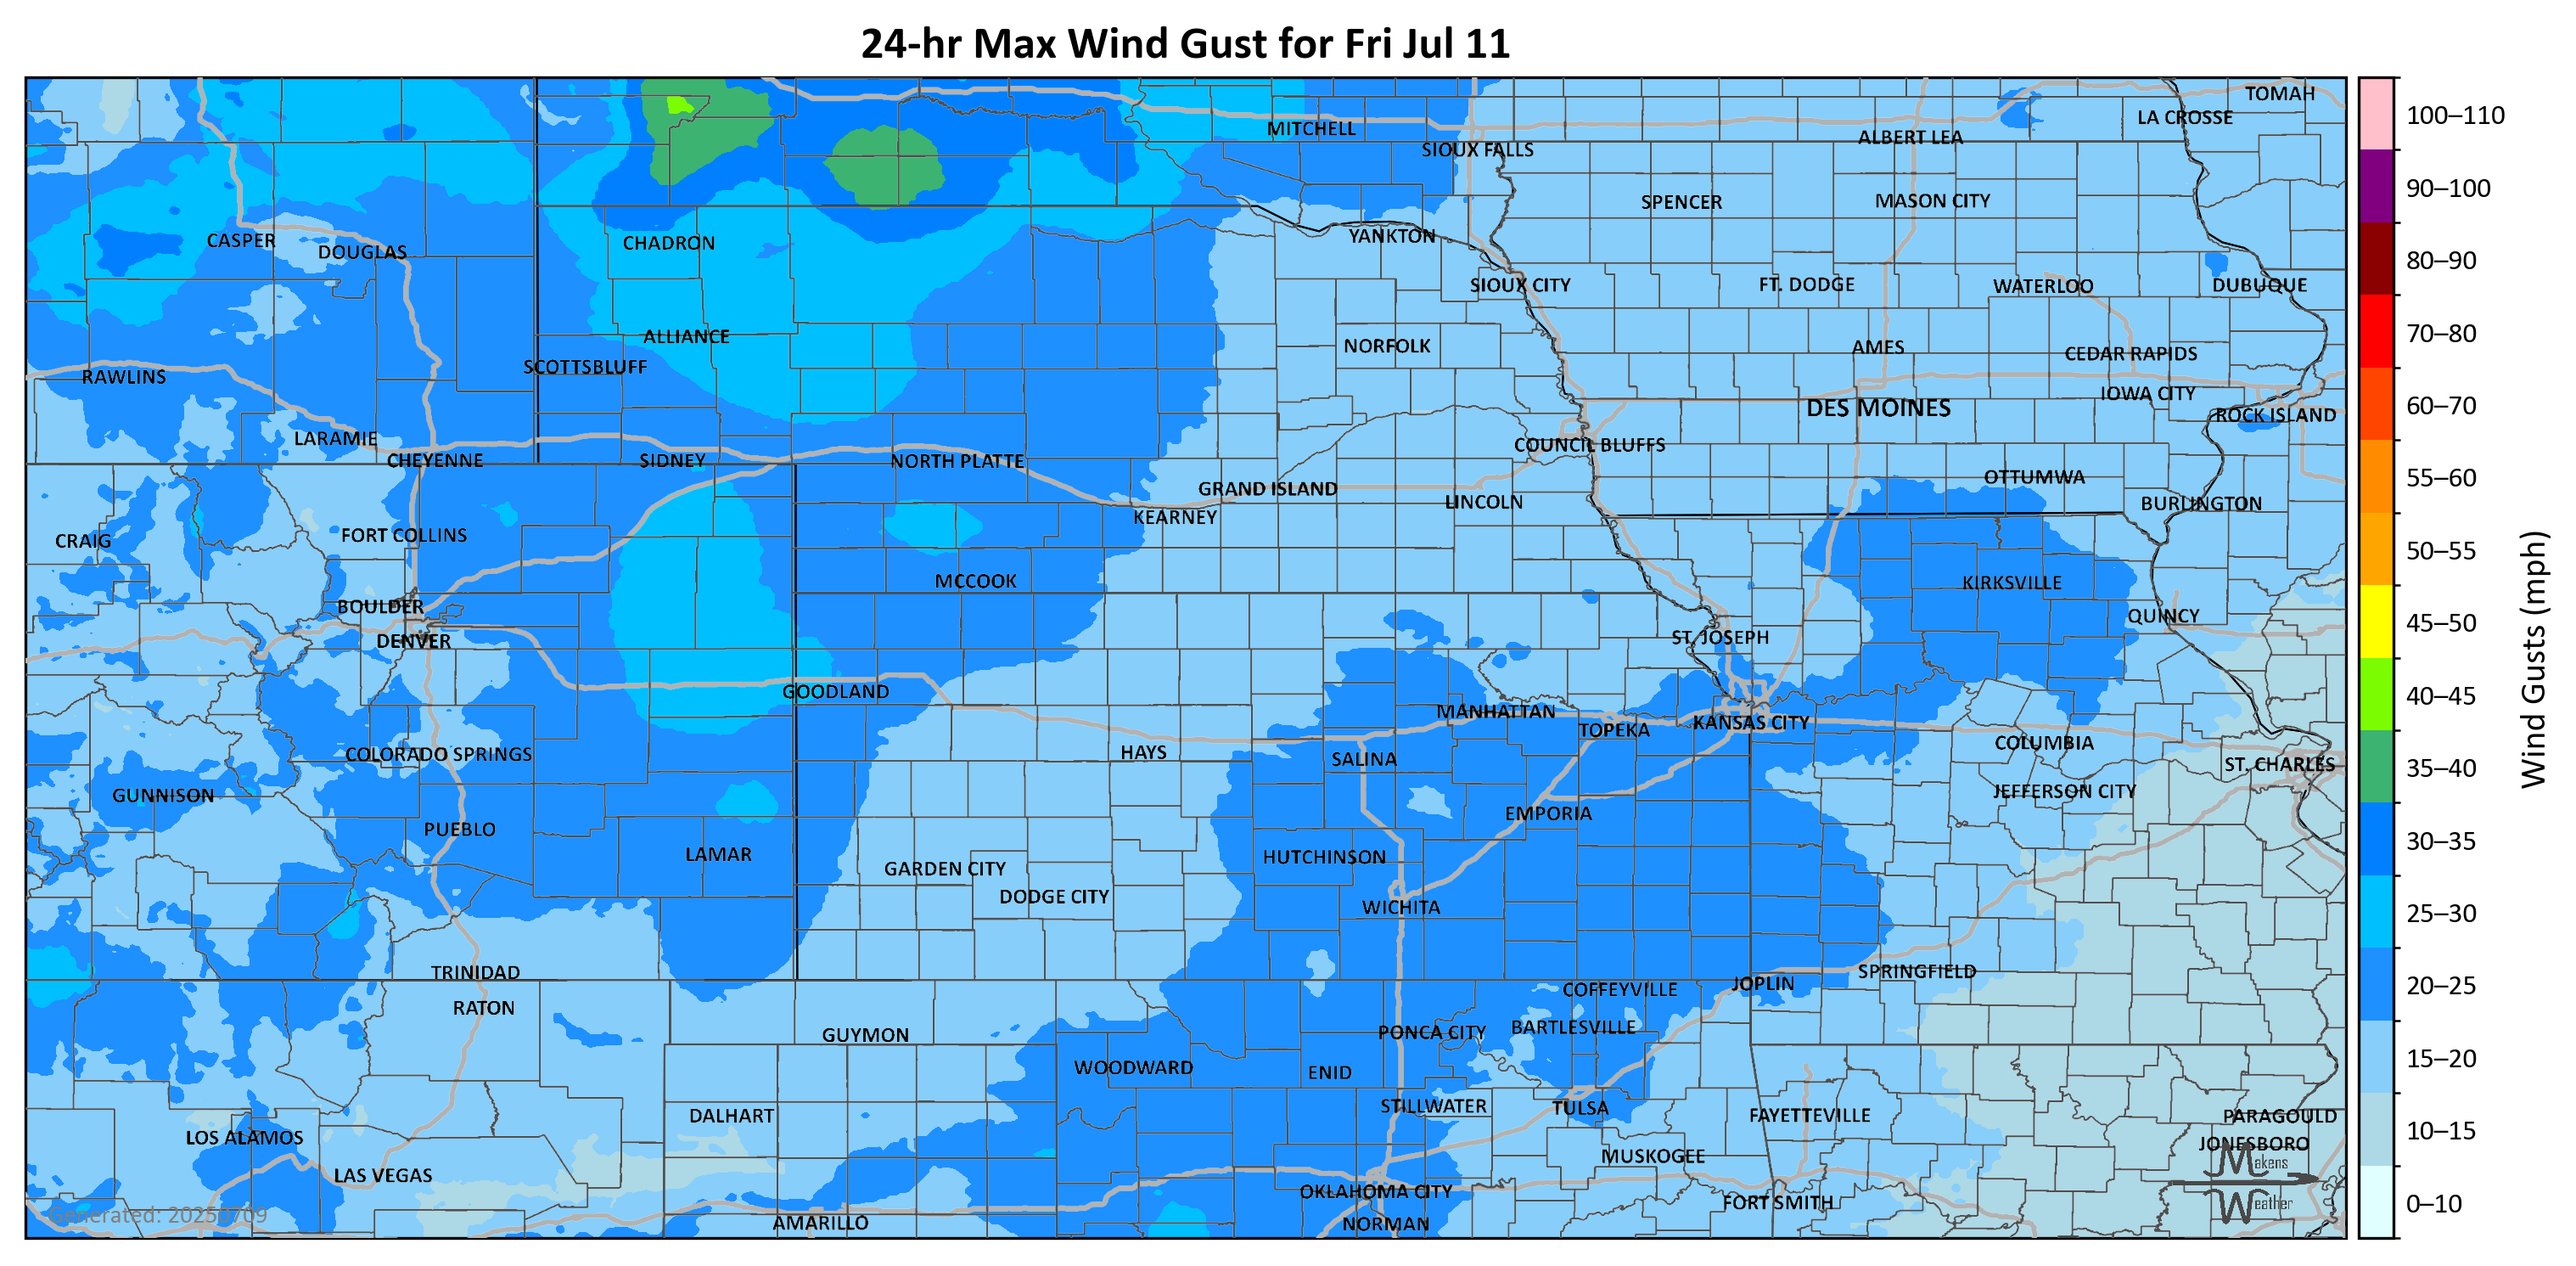 24-hr Max Wind Gust for Fri Jul 11
TOMAH
LA CROSSE
MITCHELL
ALBERT LEA
SIOUX FALLS
SPENCER
MASON CITY
YANKTON
CASPER
CHADRON
DOUGLAS
SIOUX CITY
FT. DODGE
WATERLOO
DUBUQUE
ALLIANCE
NORFOLK
AMES
CEDAR RAPIDS
SCOTTSBLUFF
RAWLINS
IOWA CITY
DES MOINES
ROCK ISLAND
LARAMIE
COUNCIL BLUFFS
CHEYENNE
SIDNEY
NORTH PLATTE
OTTUMWA
GRAND ISLAND
LINCOLN
BURLINGTON
KEARNEY
FORT COLLINS
CRAIG
MCCOOK
KIRKSVILLE
BOULDER
QUINCY
DENVER
ST. JOSEPH
GOODLAND
MANHATTAN
KANSAS CITY
TOPEKA
COLUMBIA
COLORADO SPRINGS
HAYS
SALINA
ST. CHARLES
GUNNISON
JEFFERSON CITY
EMPORIA
PUEBLO
LAMAR
HUTCHINSON
GARDEN CITY
DODGE CITY
WICHITA
TRINIDAD
SPRINGFIELD
JOPLIN
COFFEYVILLE
RATON
BARTLESVILLE
GUYMON
PONCA CITY
WOODWARD
ENID
STILLWATER
TULSA
DALHART
FAYETTEVILLE
PARAGOULD
LOS ALAMOS
JONESBORO
MUSKOGEE
LAS VEGAS
OKLAHOMA CITY
FORT SMITH
AMARILLO
NORMAN
Generated: 20250709
Makens
Weather
100–110
90–100
80–90
70–80
60–70
55–60
50–55
45–50
40–45
35–40
30–35
25–30
20–25
15–20
10–15
0–10
Wind Gusts (mph)